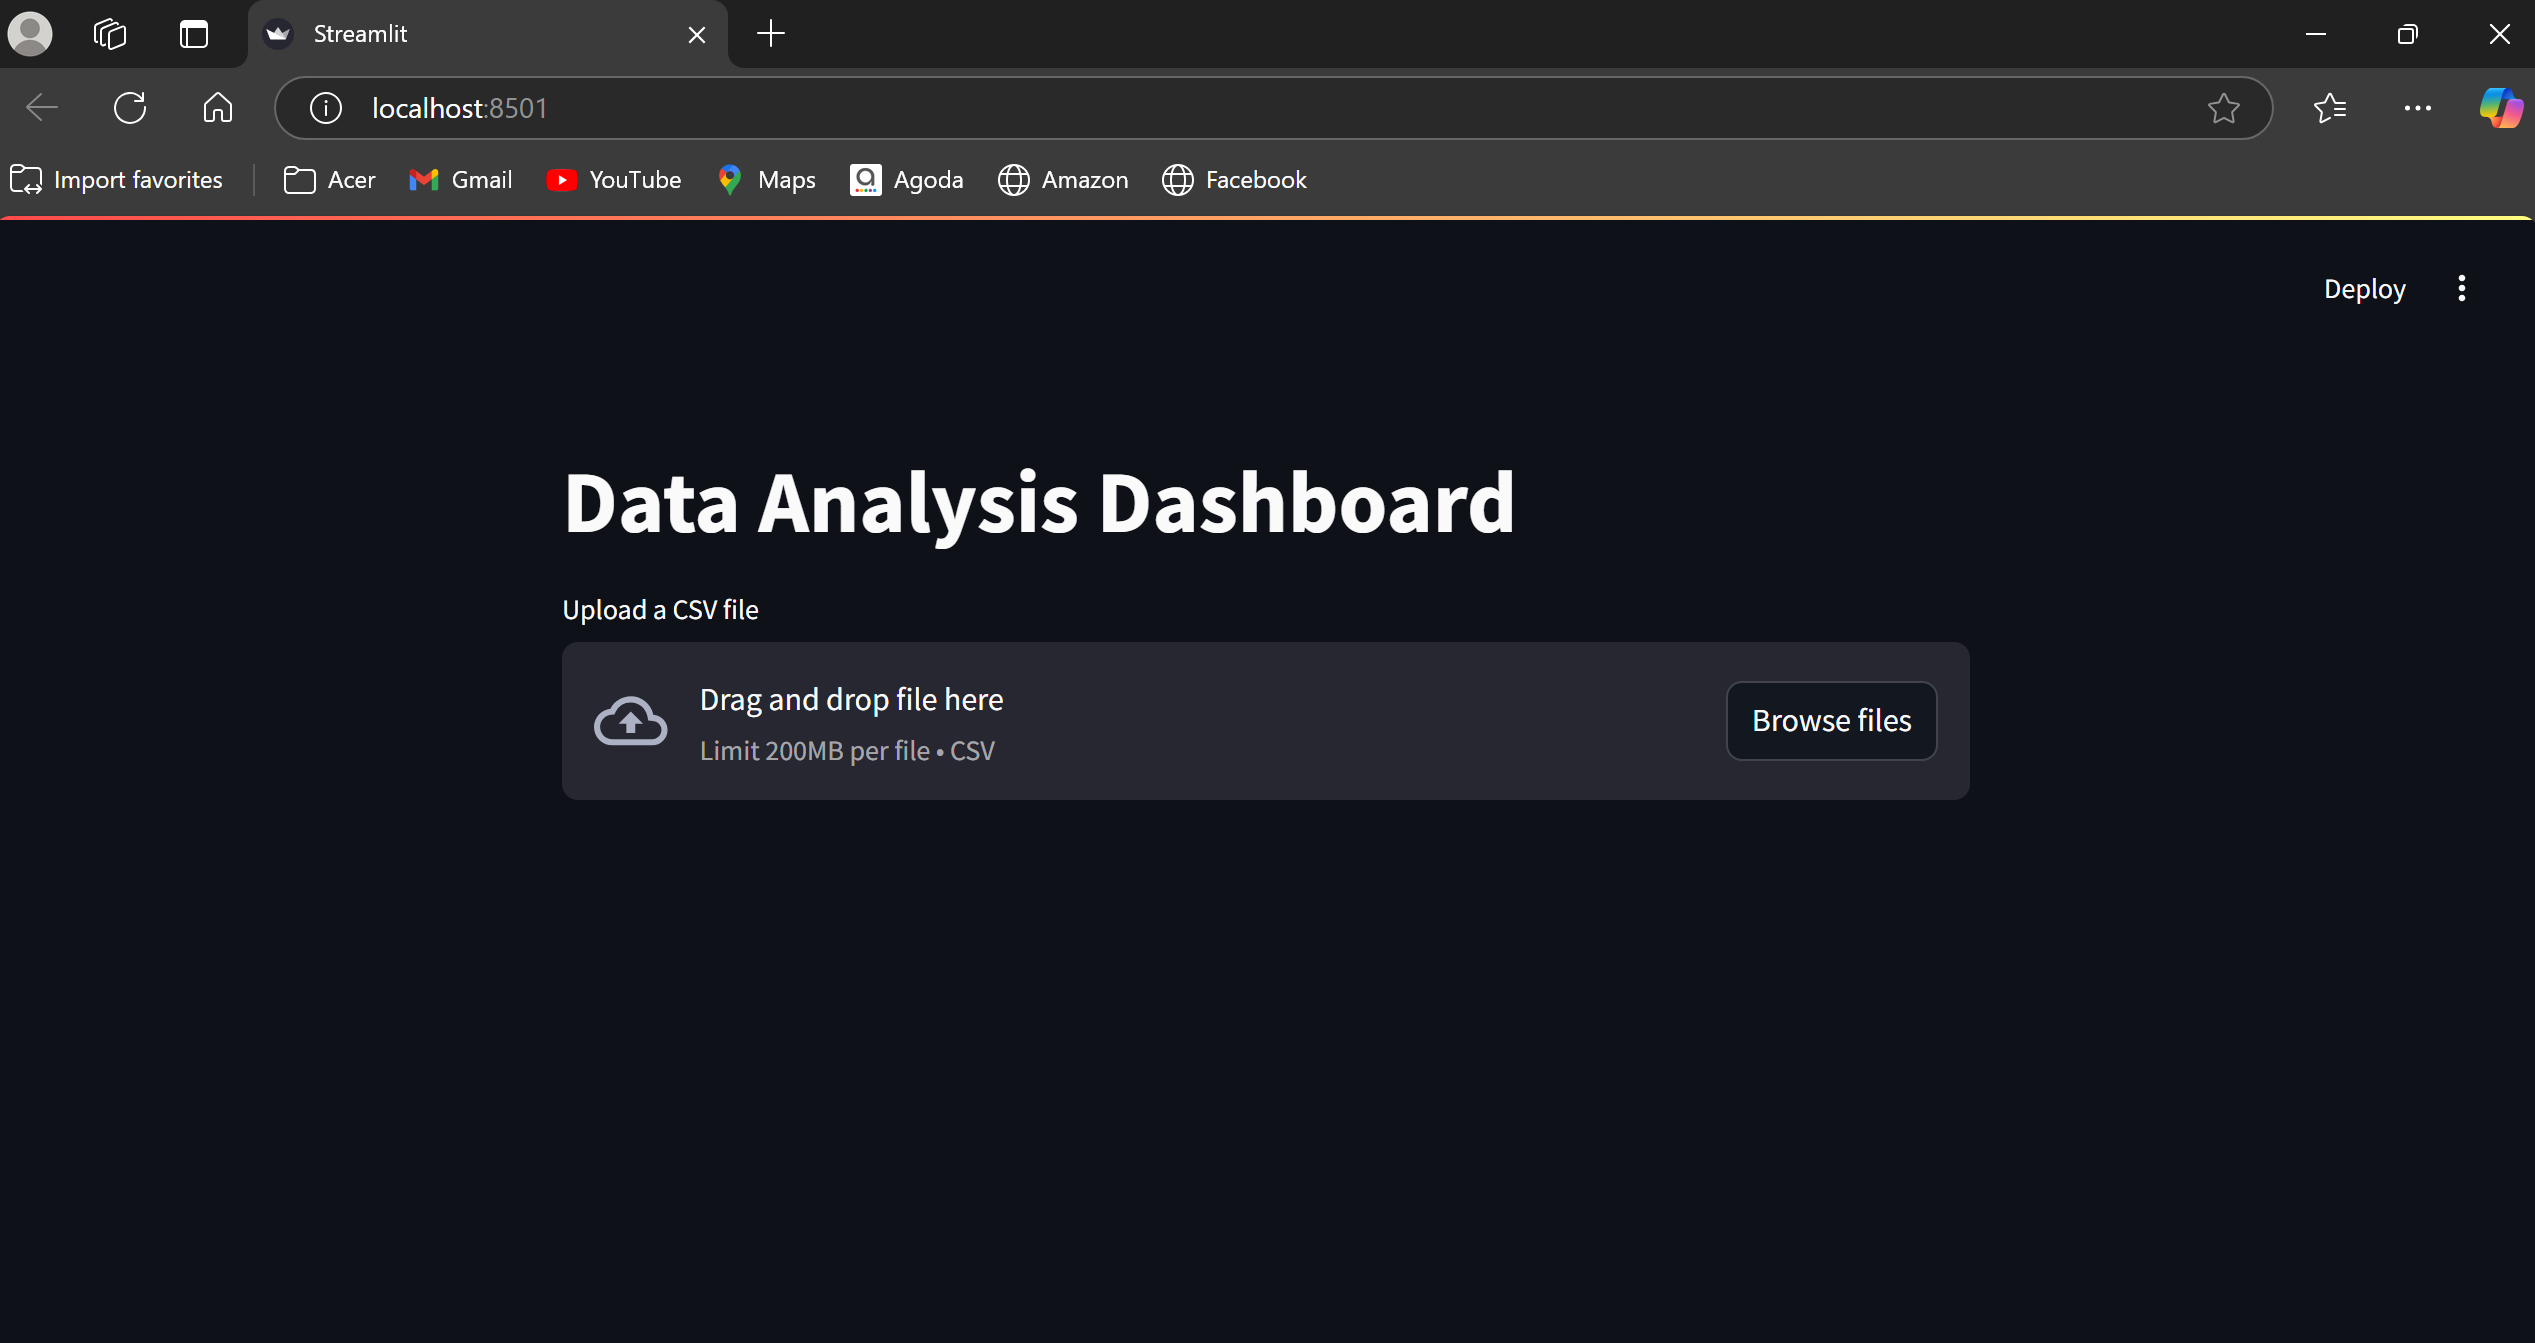 Streamlit
localhost:8501
Import favorites Acer Gmail YouTube Maps Agoda Amazon Facebook
Deploy
Data Analysis Dashboard
Upload a CSV file
Drag and drop file here
Limit 200MB per file • CSV
Browse files